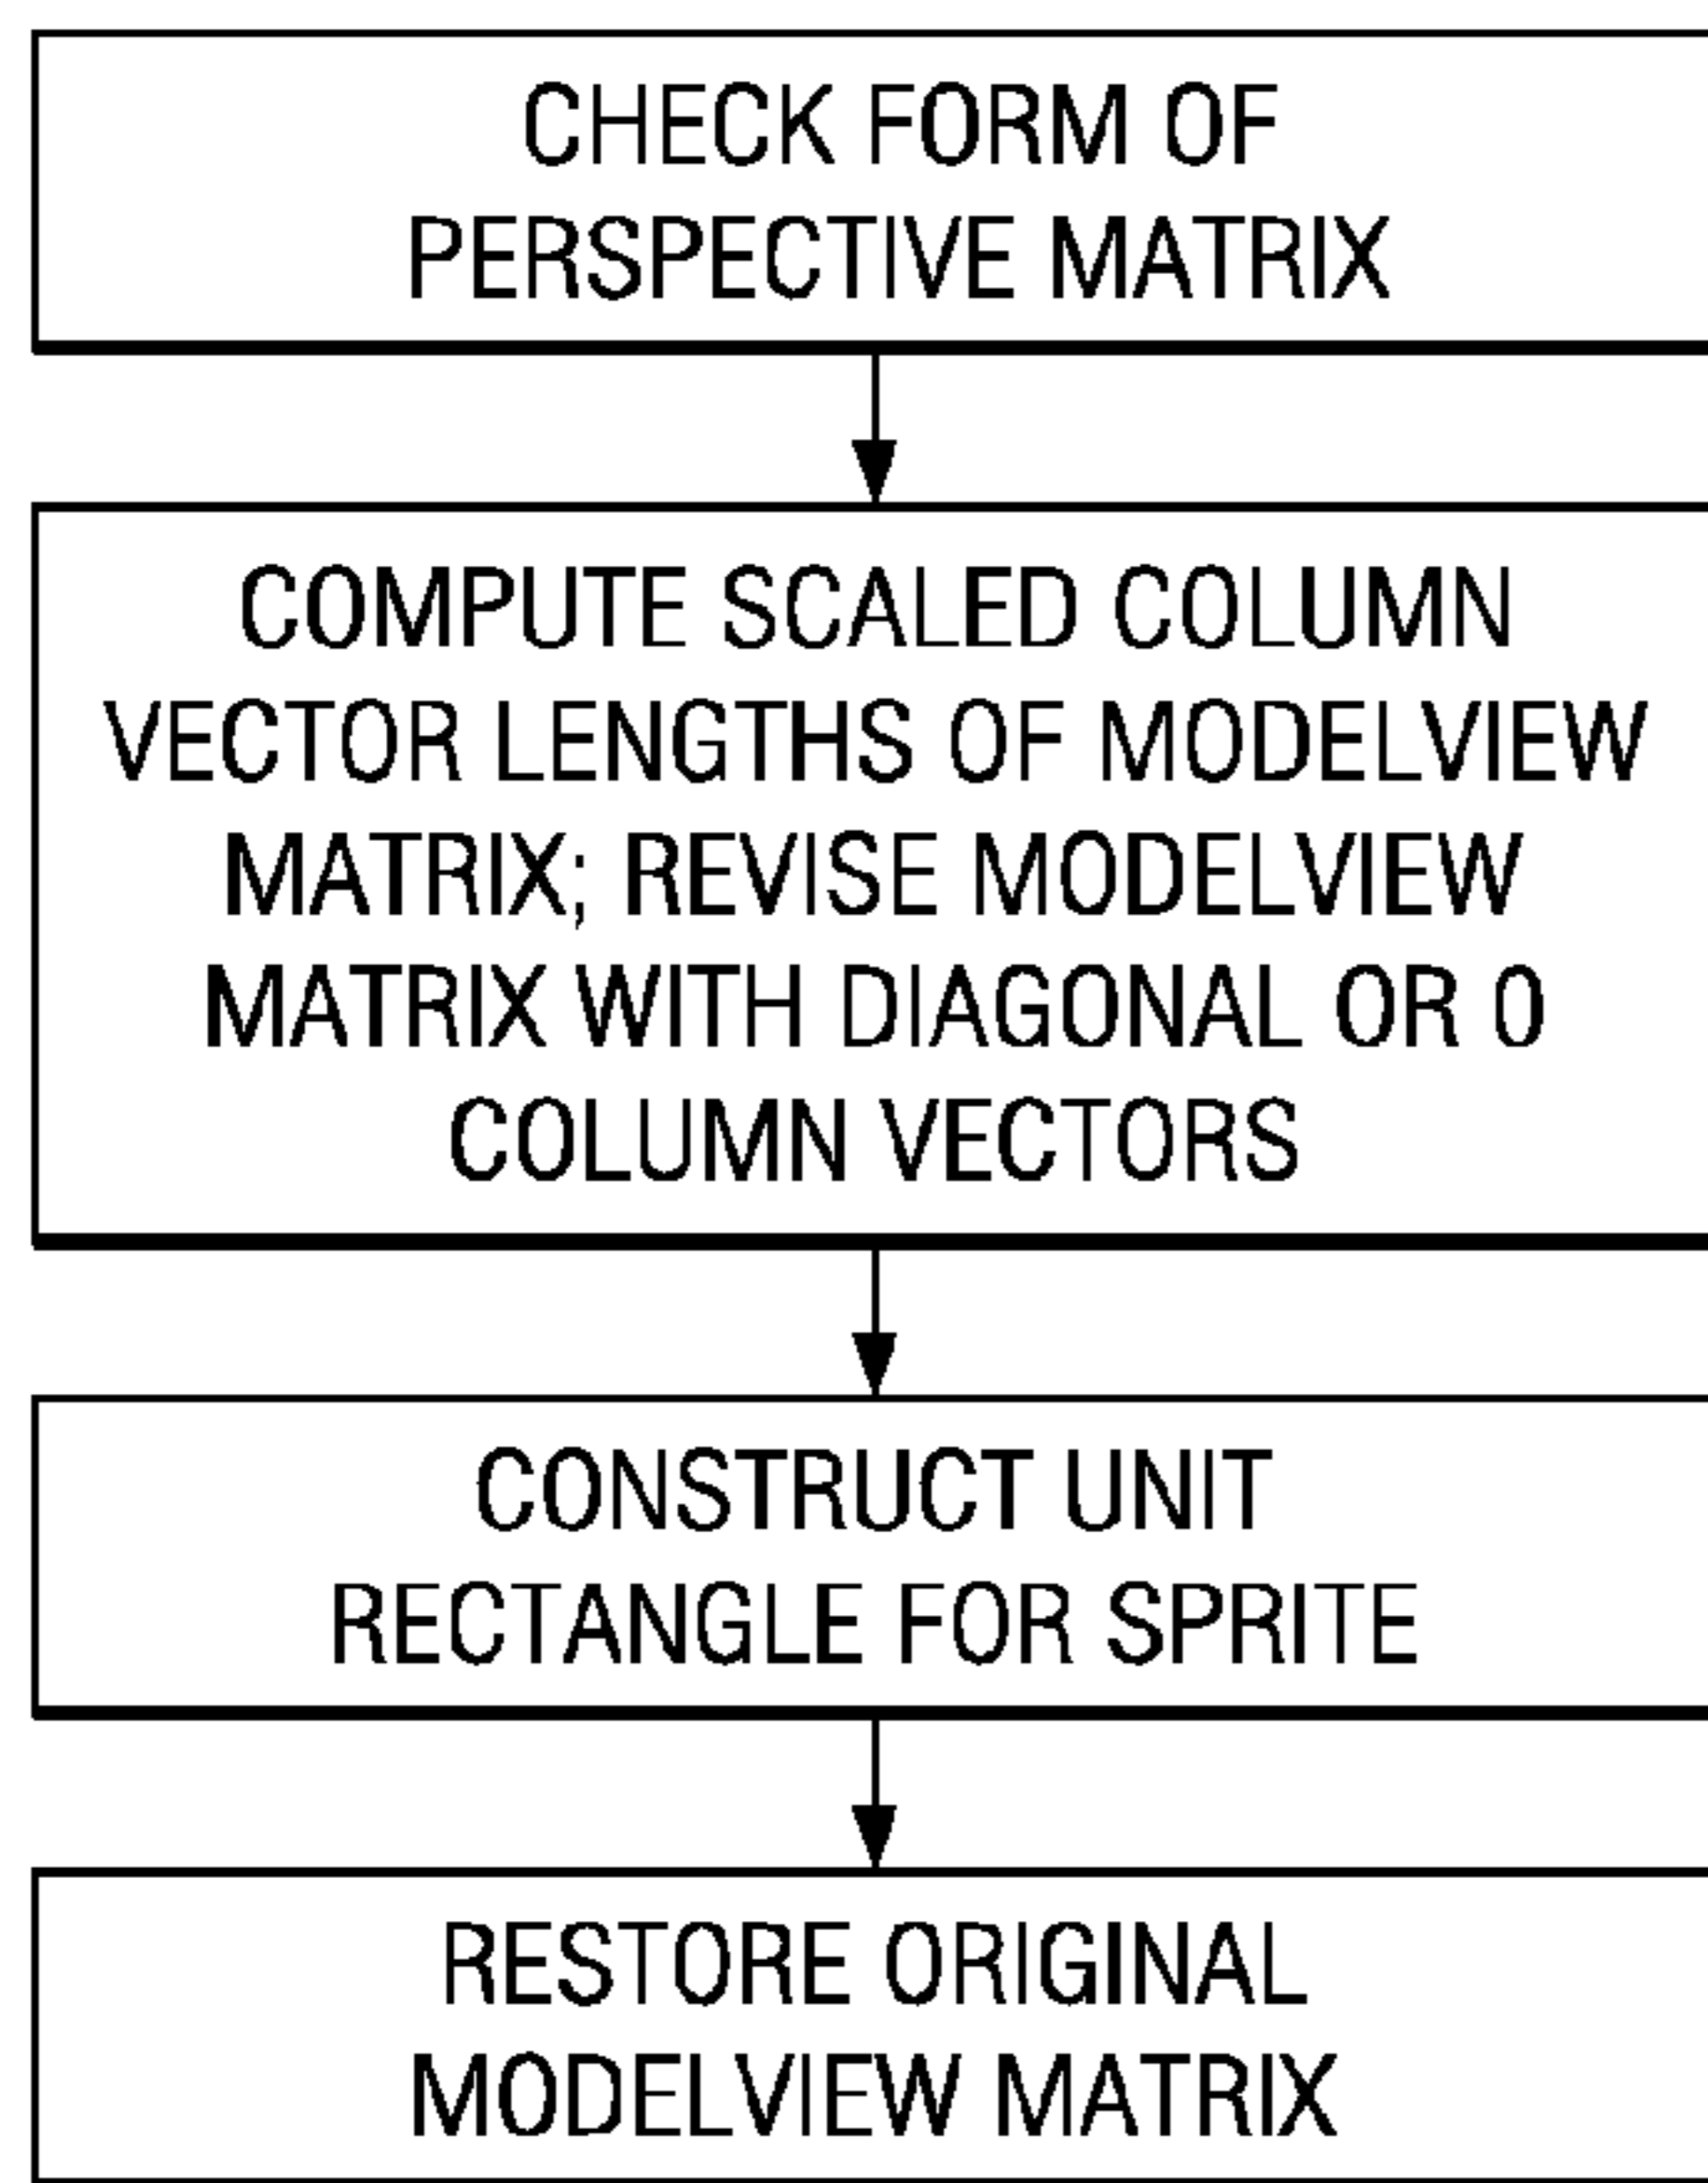 CHECK FORM OF
PERSPECTIVE MATRIX
COMPUTE SCALED COLUMN
VECTOR LENGTHS OF MODELVIEW
MATRIX; REVISE MODELVIEW
MATRIX WITH DIAGONAL OR 0
COLUMN VECTORS
CONSTRUCT UNIT
RECTANGLE FOR SPRITE
RESTORE ORIGINAL
MODELVIEW MATRIX